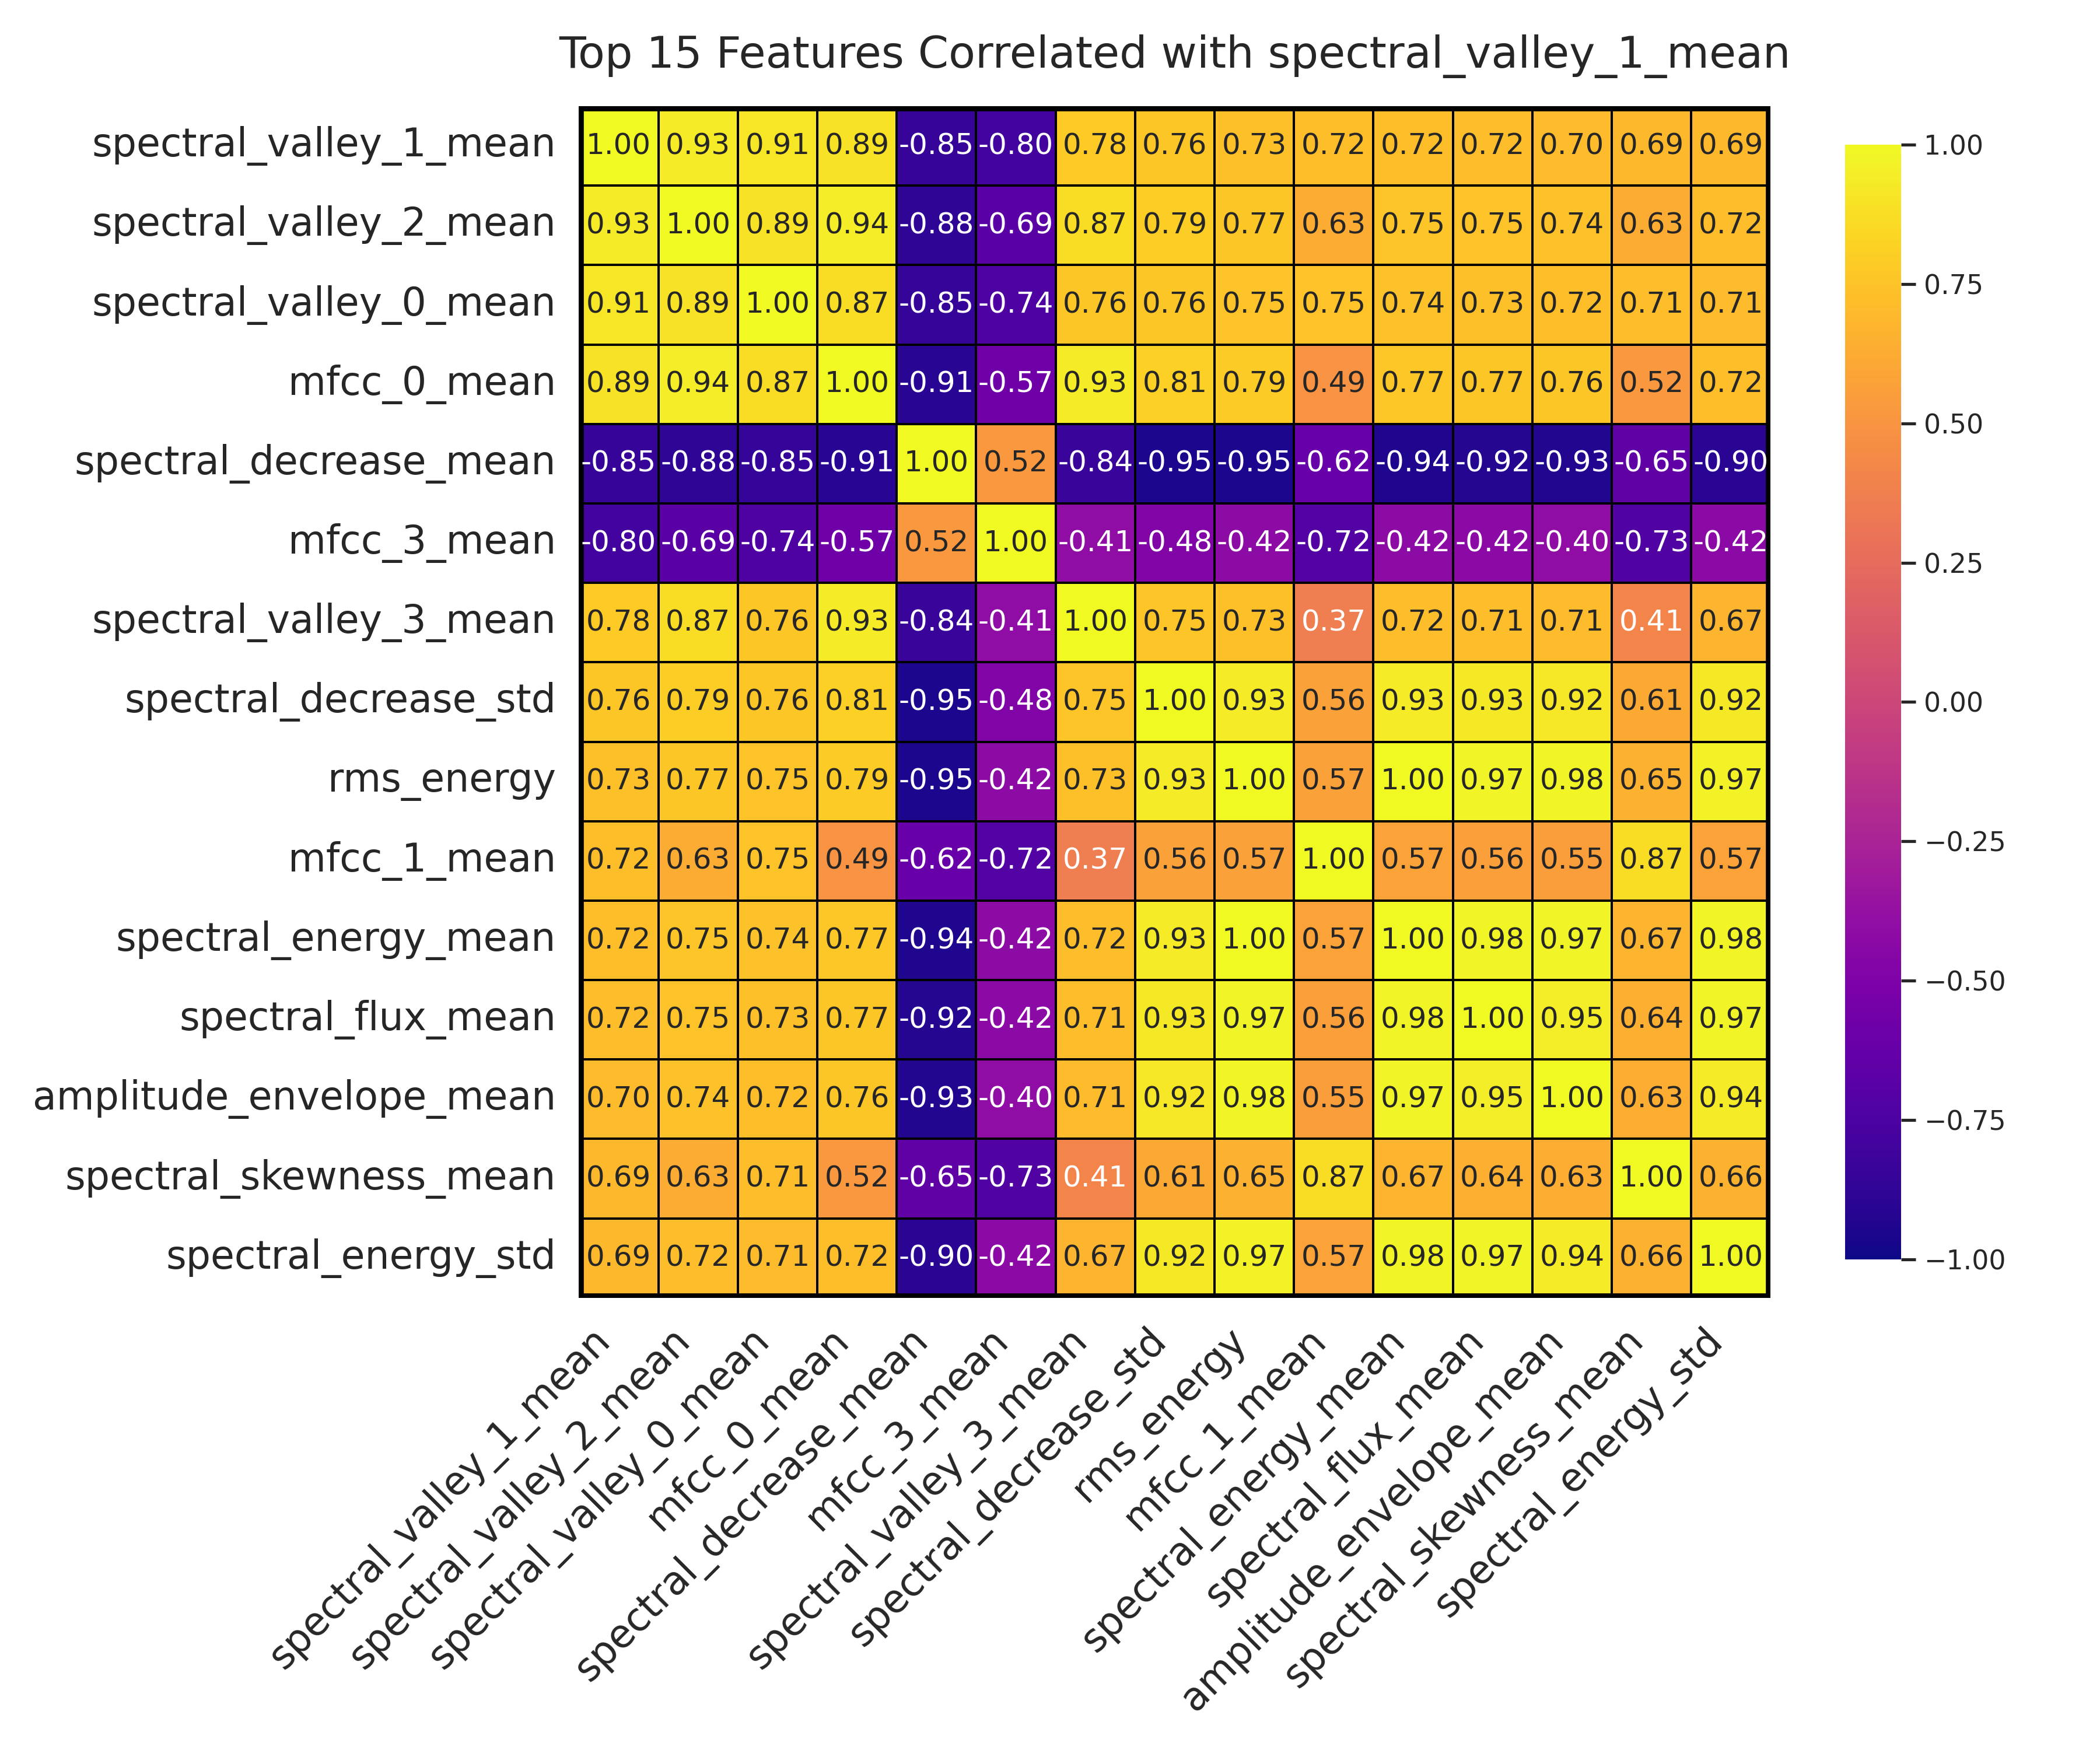 Top 15 Features Correlated with spectral_valley_1_mean
spectral_valley_1_mean 1.00 0.93 0.91 0.89 -0.85 -0.80 0.78 0.76 0.73 0.72 0.72 0.72 0.70 0.69 0.69
spectral_valley_2_mean 0.93 1.00 0.89 0.94 -0.88 -0.69 0.87 0.79 0.77 0.63 0.75 0.75 0.74 0.63 0.72
spectral_valley_0_mean 0.91 0.89 1.00 0.87 -0.85 -0.74 0.76 0.76 0.75 0.75 0.74 0.73 0.72 0.71 0.71
mfcc_0_mean 0.89 0.94 0.87 1.00 -0.91 -0.57 0.93 0.81 0.79 0.49 0.77 0.77 0.76 0.52 0.72
spectral_decrease_mean -0.85 -0.88 -0.85 -0.91 1.00 0.52 -0.84 -0.95 -0.95 -0.62 -0.94 -0.92 -0.93 -0.65 -0.90
mfcc_3_mean -0.80 -0.69 -0.74 -0.57 0.52 1.00 -0.41 -0.48 -0.42 -0.72 -0.42 -0.42 -0.40 -0.73 -0.42
spectral_valley_3_mean 0.78 0.87 0.76 0.93 -0.84 -0.41 1.00 0.75 0.73 0.37 0.72 0.71 0.71 0.41 0.67
spectral_decrease_std 0.76 0.79 0.76 0.81 -0.95 -0.48 0.75 1.00 0.93 0.56 0.93 0.93 0.92 0.61 0.92
rms_energy 0.73 0.77 0.75 0.79 -0.95 -0.42 0.73 0.93 1.00 0.57 1.00 0.97 0.98 0.65 0.97
mfcc_1_mean 0.72 0.63 0.75 0.49 -0.62 -0.72 0.37 0.56 0.57 1.00 0.57 0.56 0.55 0.87 0.57
spectral_energy_mean 0.72 0.75 0.74 0.77 -0.94 -0.42 0.72 0.93 1.00 0.57 1.00 0.98 0.97 0.67 0.98
spectral_flux_mean 0.72 0.75 0.73 0.77 -0.92 -0.42 0.71 0.93 0.97 0.56 0.98 1.00 0.95 0.64 0.97
amplitude_envelope_mean 0.70 0.74 0.72 0.76 -0.93 -0.40 0.71 0.92 0.98 0.55 0.97 0.95 1.00 0.63 0.94
spectral_skewness_mean 0.69 0.63 0.71 0.52 -0.65 -0.73 0.41 0.61 0.65 0.87 0.67 0.64 0.63 1.00 0.66
spectral_energy_std 0.69 0.72 0.71 0.72 -0.90 -0.42 0.67 0.92 0.97 0.57 0.98 0.97 0.94 0.66 1.00
spectral_valley_1_mean
spectral_valley_2_mean
spectral_valley_0_mean
mfcc_0_mean
spectral_decrease_mean
mfcc_3_mean
spectral_valley_3_mean
spectral_decrease_std
rms_energy
mfcc_1_mean
spectral_energy_mean
spectral_flux_mean
amplitude_envelope_mean
spectral_skewness_mean
spectral_energy_std
1.00
0.75
0.50
0.25
0.00
−0.25
−0.50
−0.75
−1.00